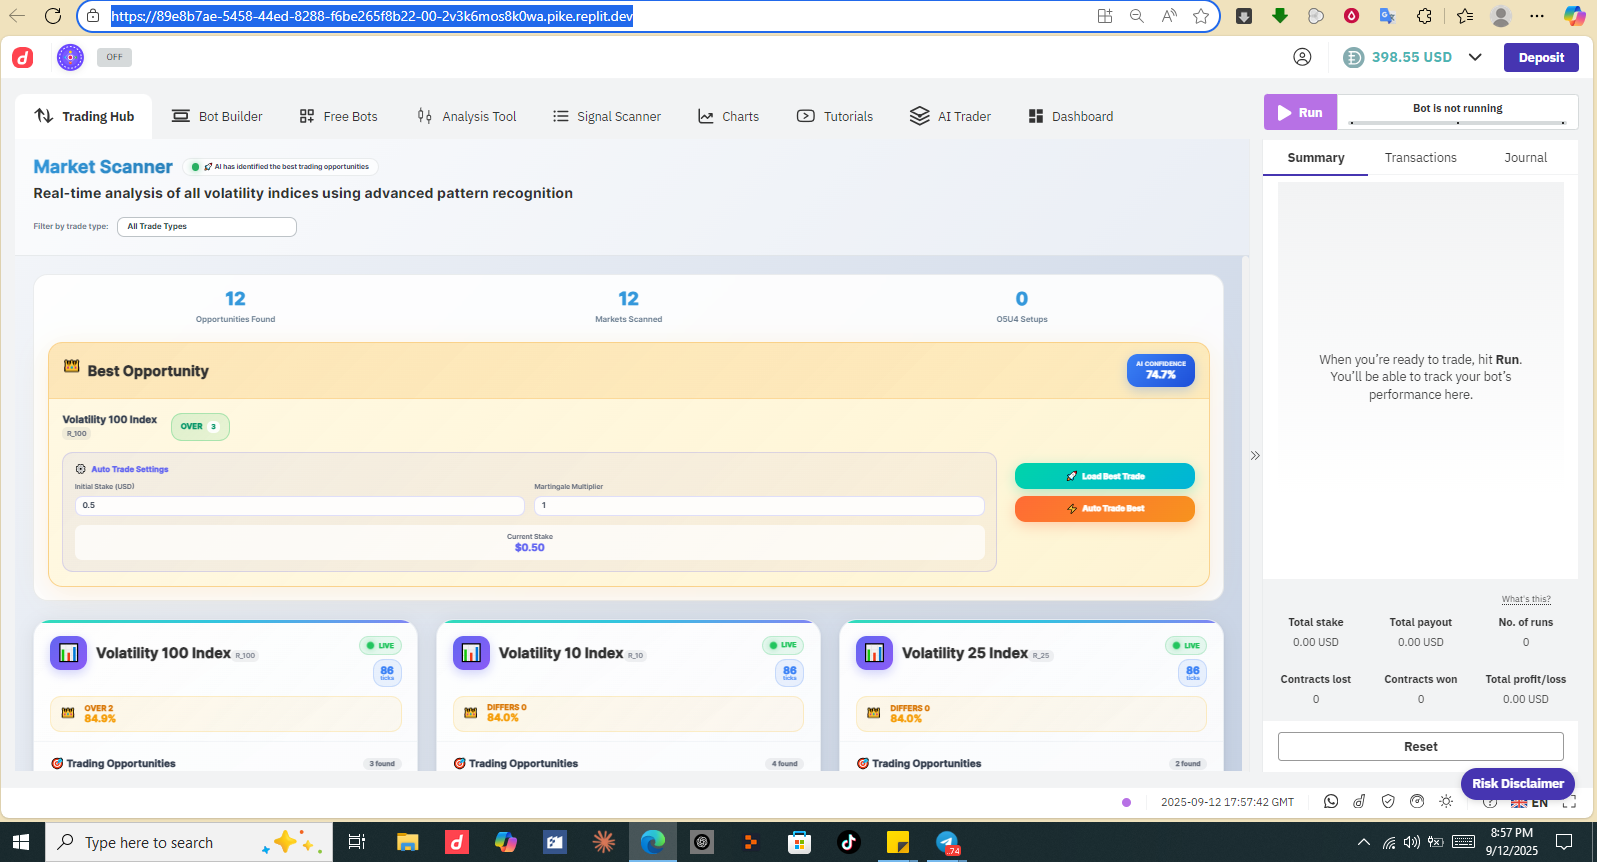 https://89e8b7ae-5458-44ed-8288-f6be265f8b22-00-2v3k6mos8k0wa.pike.replit.dev
OFF
398.55 USD
Deposit
Trading Hub
Bot Builder
Free Bots
Analysis Tool
Signal Scanner
Charts
Tutorials
AI Trader
Dashboard
Run
Bot is not running
Market Scanner
AI has identified the best trading opportunities
Real-time analysis of all volatility indices using advanced pattern recognition
Filter by trade type:
All Trade Types
12
Opportunities Found
12
Markets Scanned
0
O5U4 Setups
Best Opportunity
AI CONFIDENCE
74.7%
Volatility 100 Index
R_100
OVER 3
Auto Trade Settings
Initial Stake (USD)
0.5
Martingale Multiplier
1
Current Stake
$0.50
Load Best Trade
Auto Trade Best
Volatility 100 Index R_100
LIVE
86
ticks
OVER 2
84.9%
Trading Opportunities
3 found
Volatility 10 Index R_10
LIVE
86
ticks
DIFFERS 0
84.0%
Trading Opportunities
4 found
Volatility 25 Index R_25
LIVE
86
ticks
DIFFERS 0
84.0%
Trading Opportunities
2 found
Summary
Transactions
Journal
When you're ready to trade, hit Run.
You'll be able to track your bot's
performance here.
What's this?
Total stake
0.00 USD
Total payout
0.00 USD
No. of runs
0
Contracts lost
0
Contracts won
0
Total profit/loss
0.00 USD
Reset
Risk Disclaimer
2025-09-12 17:57:42 GMT
EN
Type here to search
74
8:57 PM
9/12/2025